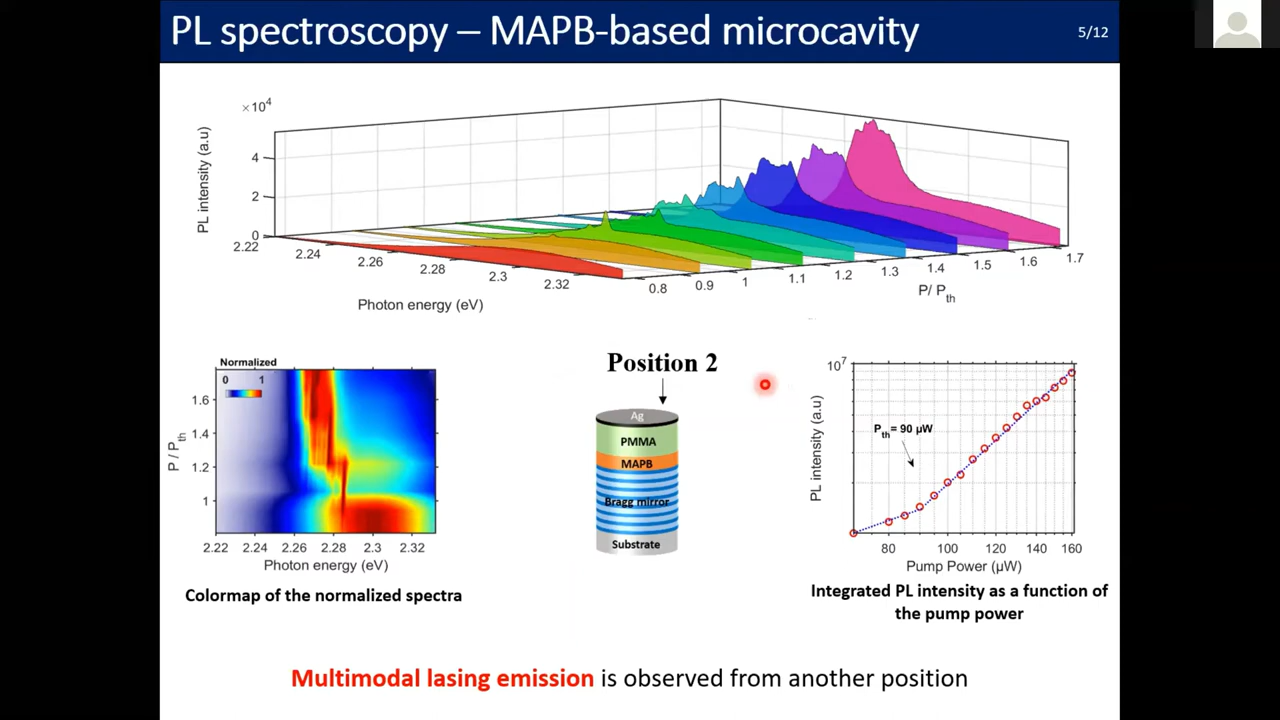 PL spectroscopy – MAPB-based microcavity
5/12
×10⁴
PL intensity (a.u)
4
2
0
2.22
2.24
2.26
2.28
2.3
2.32
Photon energy (eV)
0.8
0.9
1
1.1
1.2
1.3
1.4
1.5
1.6
1.7
P/ Pth
Normalized
0 1
P / Pth
1.6
1.4
1.2
1
2.22 2.24 2.26 2.28 2.3 2.32
Photon energy (eV)
Colormap of the normalized spectra
Position 2
Ag
PMMA
MAPB
Bragg mirror
Substrate
10⁷
PL intensity (a.u)
Pth= 90 µW
80 100 120 140 160
Pump Power (µW)
Integrated PL intensity as a function of
the pump power
Multimodal lasing emission is observed from another position